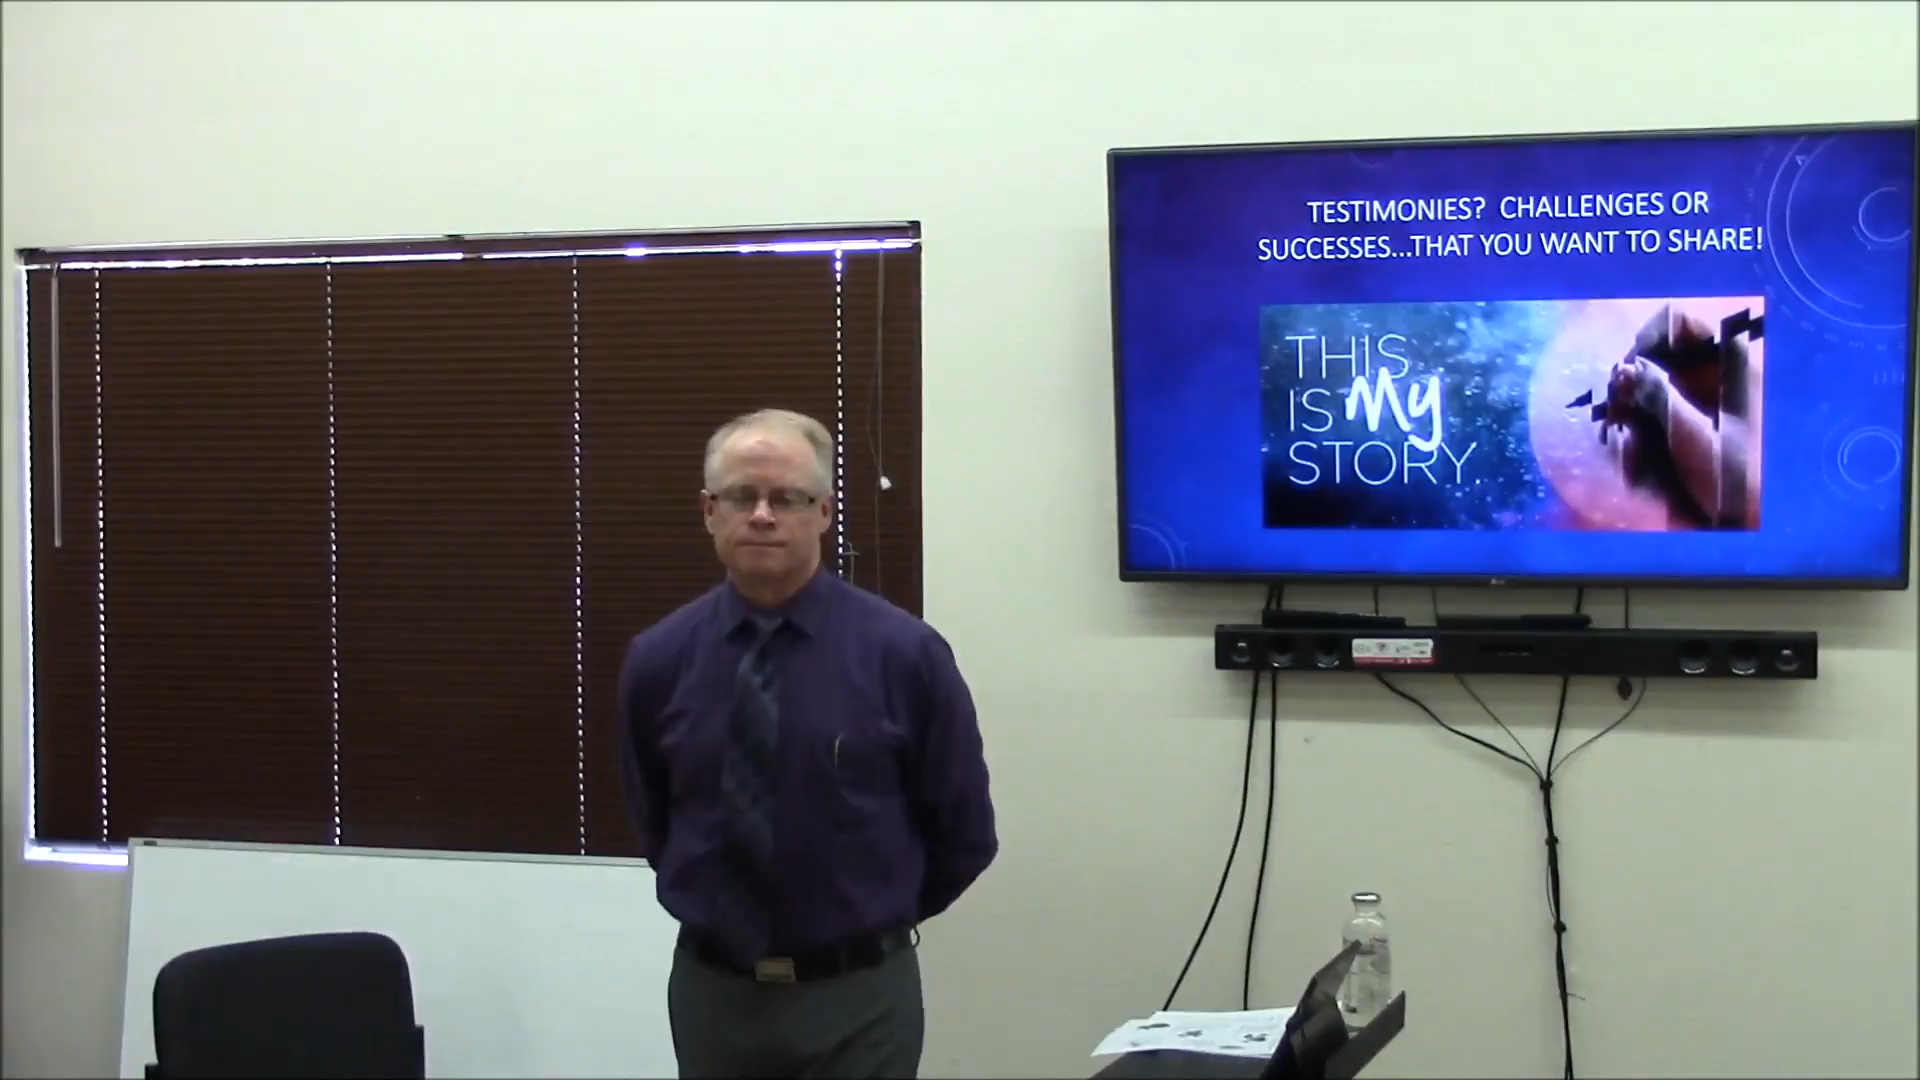 TESTIMONIES? CHALLENGES OR
SUCCESSES...THAT YOU WANT TO SHARE!
THIS
IS My
STORY.